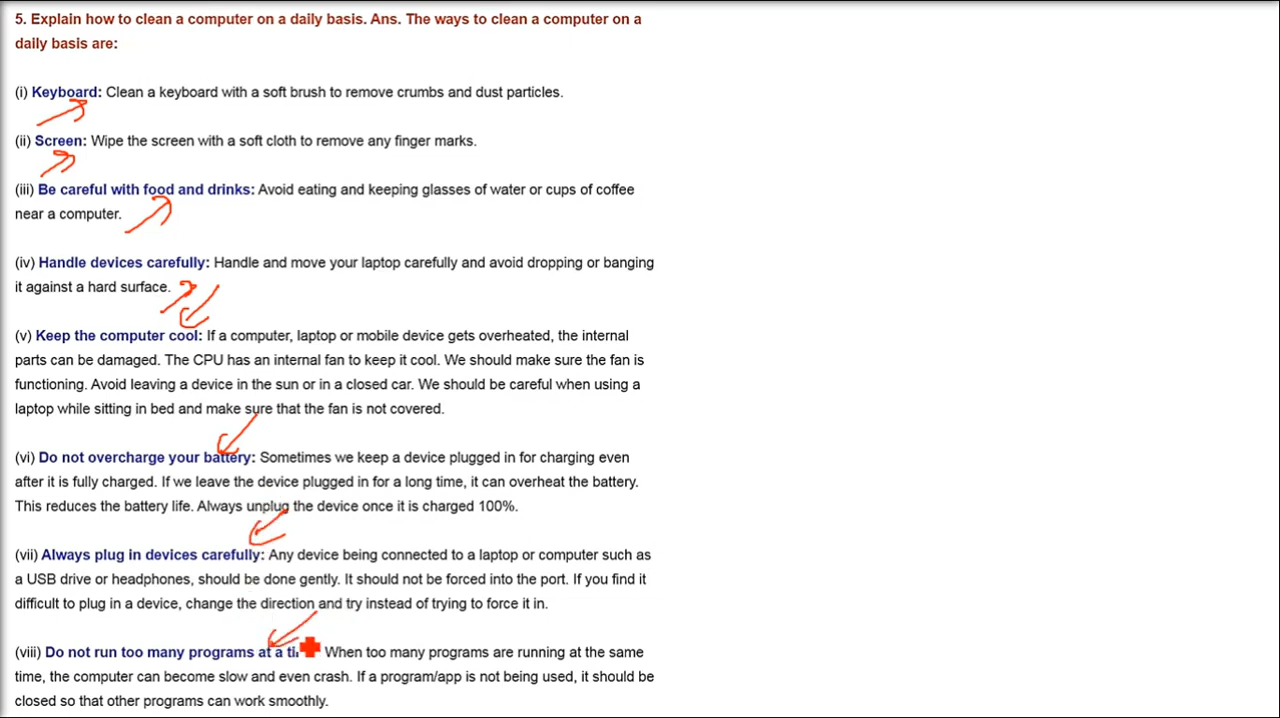 5. Explain how to clean a computer on a daily basis. Ans. The ways to clean a computer on a
daily basis are:
(i) Keyboard: Clean a keyboard with a soft brush to remove crumbs and dust particles.
(ii) Screen: Wipe the screen with a soft cloth to remove any finger marks.
(iii) Be careful with food and drinks: Avoid eating and keeping glasses of water or cups of coffee
near a computer.
(iv) Handle devices carefully: Handle and move your laptop carefully and avoid dropping or banging
it against a hard surface.
(v) Keep the computer cool: If a computer, laptop or mobile device gets overheated, the internal
parts can be damaged. The CPU has an internal fan to keep it cool. We should make sure the fan is
functioning. Avoid leaving a device in the sun or in a closed car. We should be careful when using a
laptop while sitting in bed and make sure that the fan is not covered.
(vi) Do not overcharge your battery: Sometimes we keep a device plugged in for charging even
after it is fully charged. If we leave the device plugged in for a long time, it can overheat the battery.
This reduces the battery life. Always unplug the device once it is charged 100%.
(vii) Always plug in devices carefully: Any device being connected to a laptop or computer such as
a USB drive or headphones, should be done gently. It should not be forced into the port. If you find it
difficult to plug in a device, change the direction and try instead of trying to force it in.
(viii) Do not run too many programs at a When too many programs are running at the same
time, the computer can become slow and even crash. If a program/app is not being used, it should be
closed so that other programs can work smoothly.